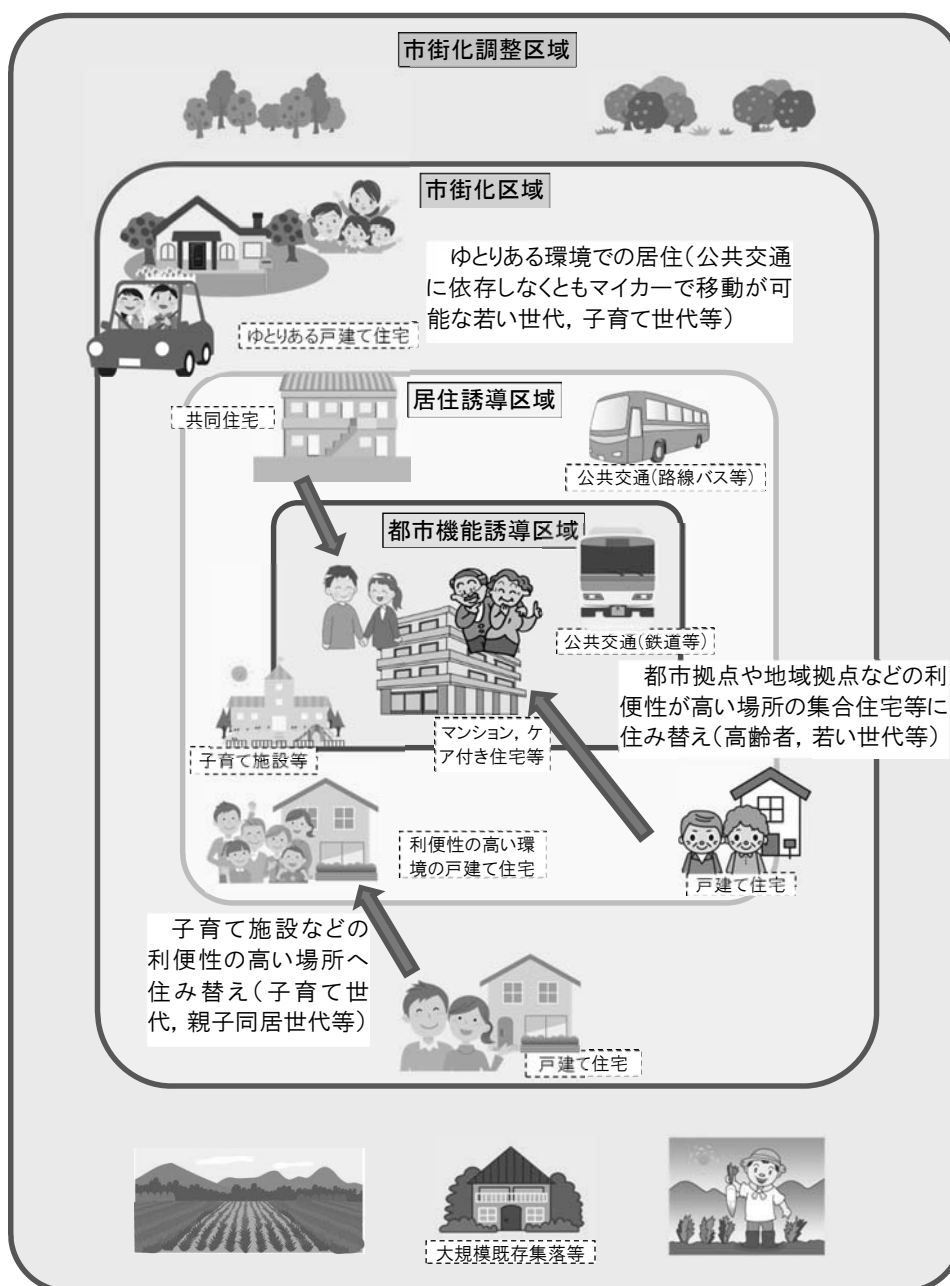 市街化調整区域
市街化区域
ゆとりある環境での居住(公共交通
に依存しなくともマイカーで移動が可
能な若い世代，子育て世代等)
ゆとりある戸建て住宅
居住誘導区域
共同住宅
公共交通(路線バス等)
都市機能誘導区域
公共交通(鉄道等)
都市拠点や地域拠点などの利
便性が高い場所の集合住宅等に
住み替え(高齢者，若い世代等)
マンション，ケ
ア付き住宅等
子育て施設等
利便性の高い環
境の戸建て住宅
戸建て住宅
子育て施設などの
利便性の高い場所へ
住み替え(子育て世
代，親子同居世代等)
戸建て住宅
大規模既存集落等